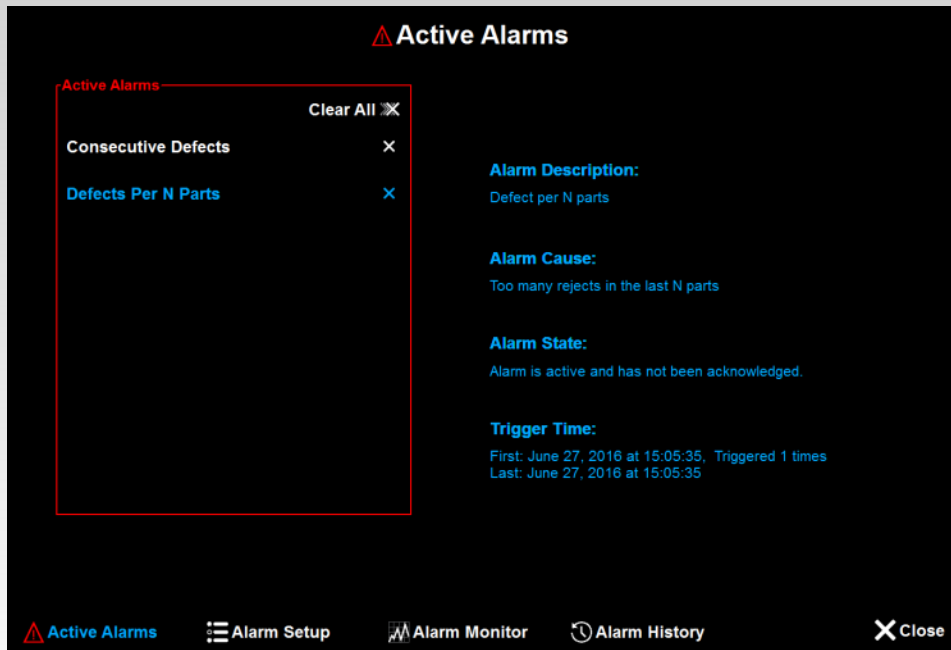 Active Alarms
Active Alarms
Clear All
Consecutive Defects
Defects Per N Parts
Alarm Description:
Defect per N parts
Alarm Cause:
Too many rejects in the last N parts
Alarm State:
Alarm is active and has not been acknowledged.
Trigger Time:
First: June 27, 2016 at 15:05:35, Triggered 1 times
Last: June 27, 2016 at 15:05:35
Active Alarms
Alarm Setup
Alarm Monitor
Alarm History
Close